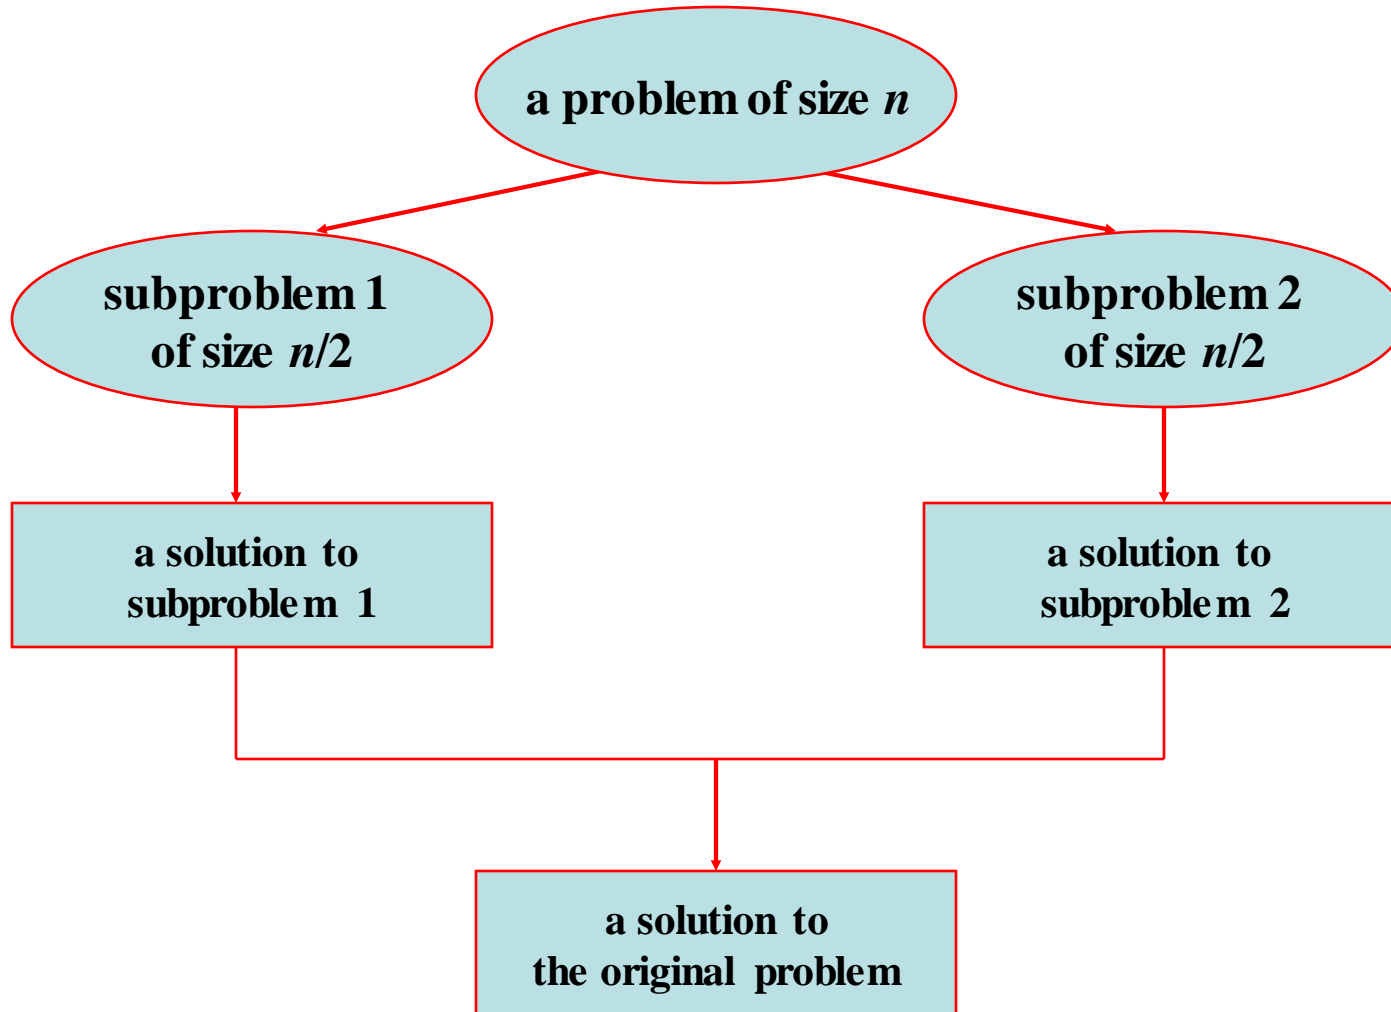 a problem of size n
subproblem 1
of size n/2
subproblem 2
of size n/2
a solution to
subproblem 1
a solution to
subproblem 2
a solution to
the original problem